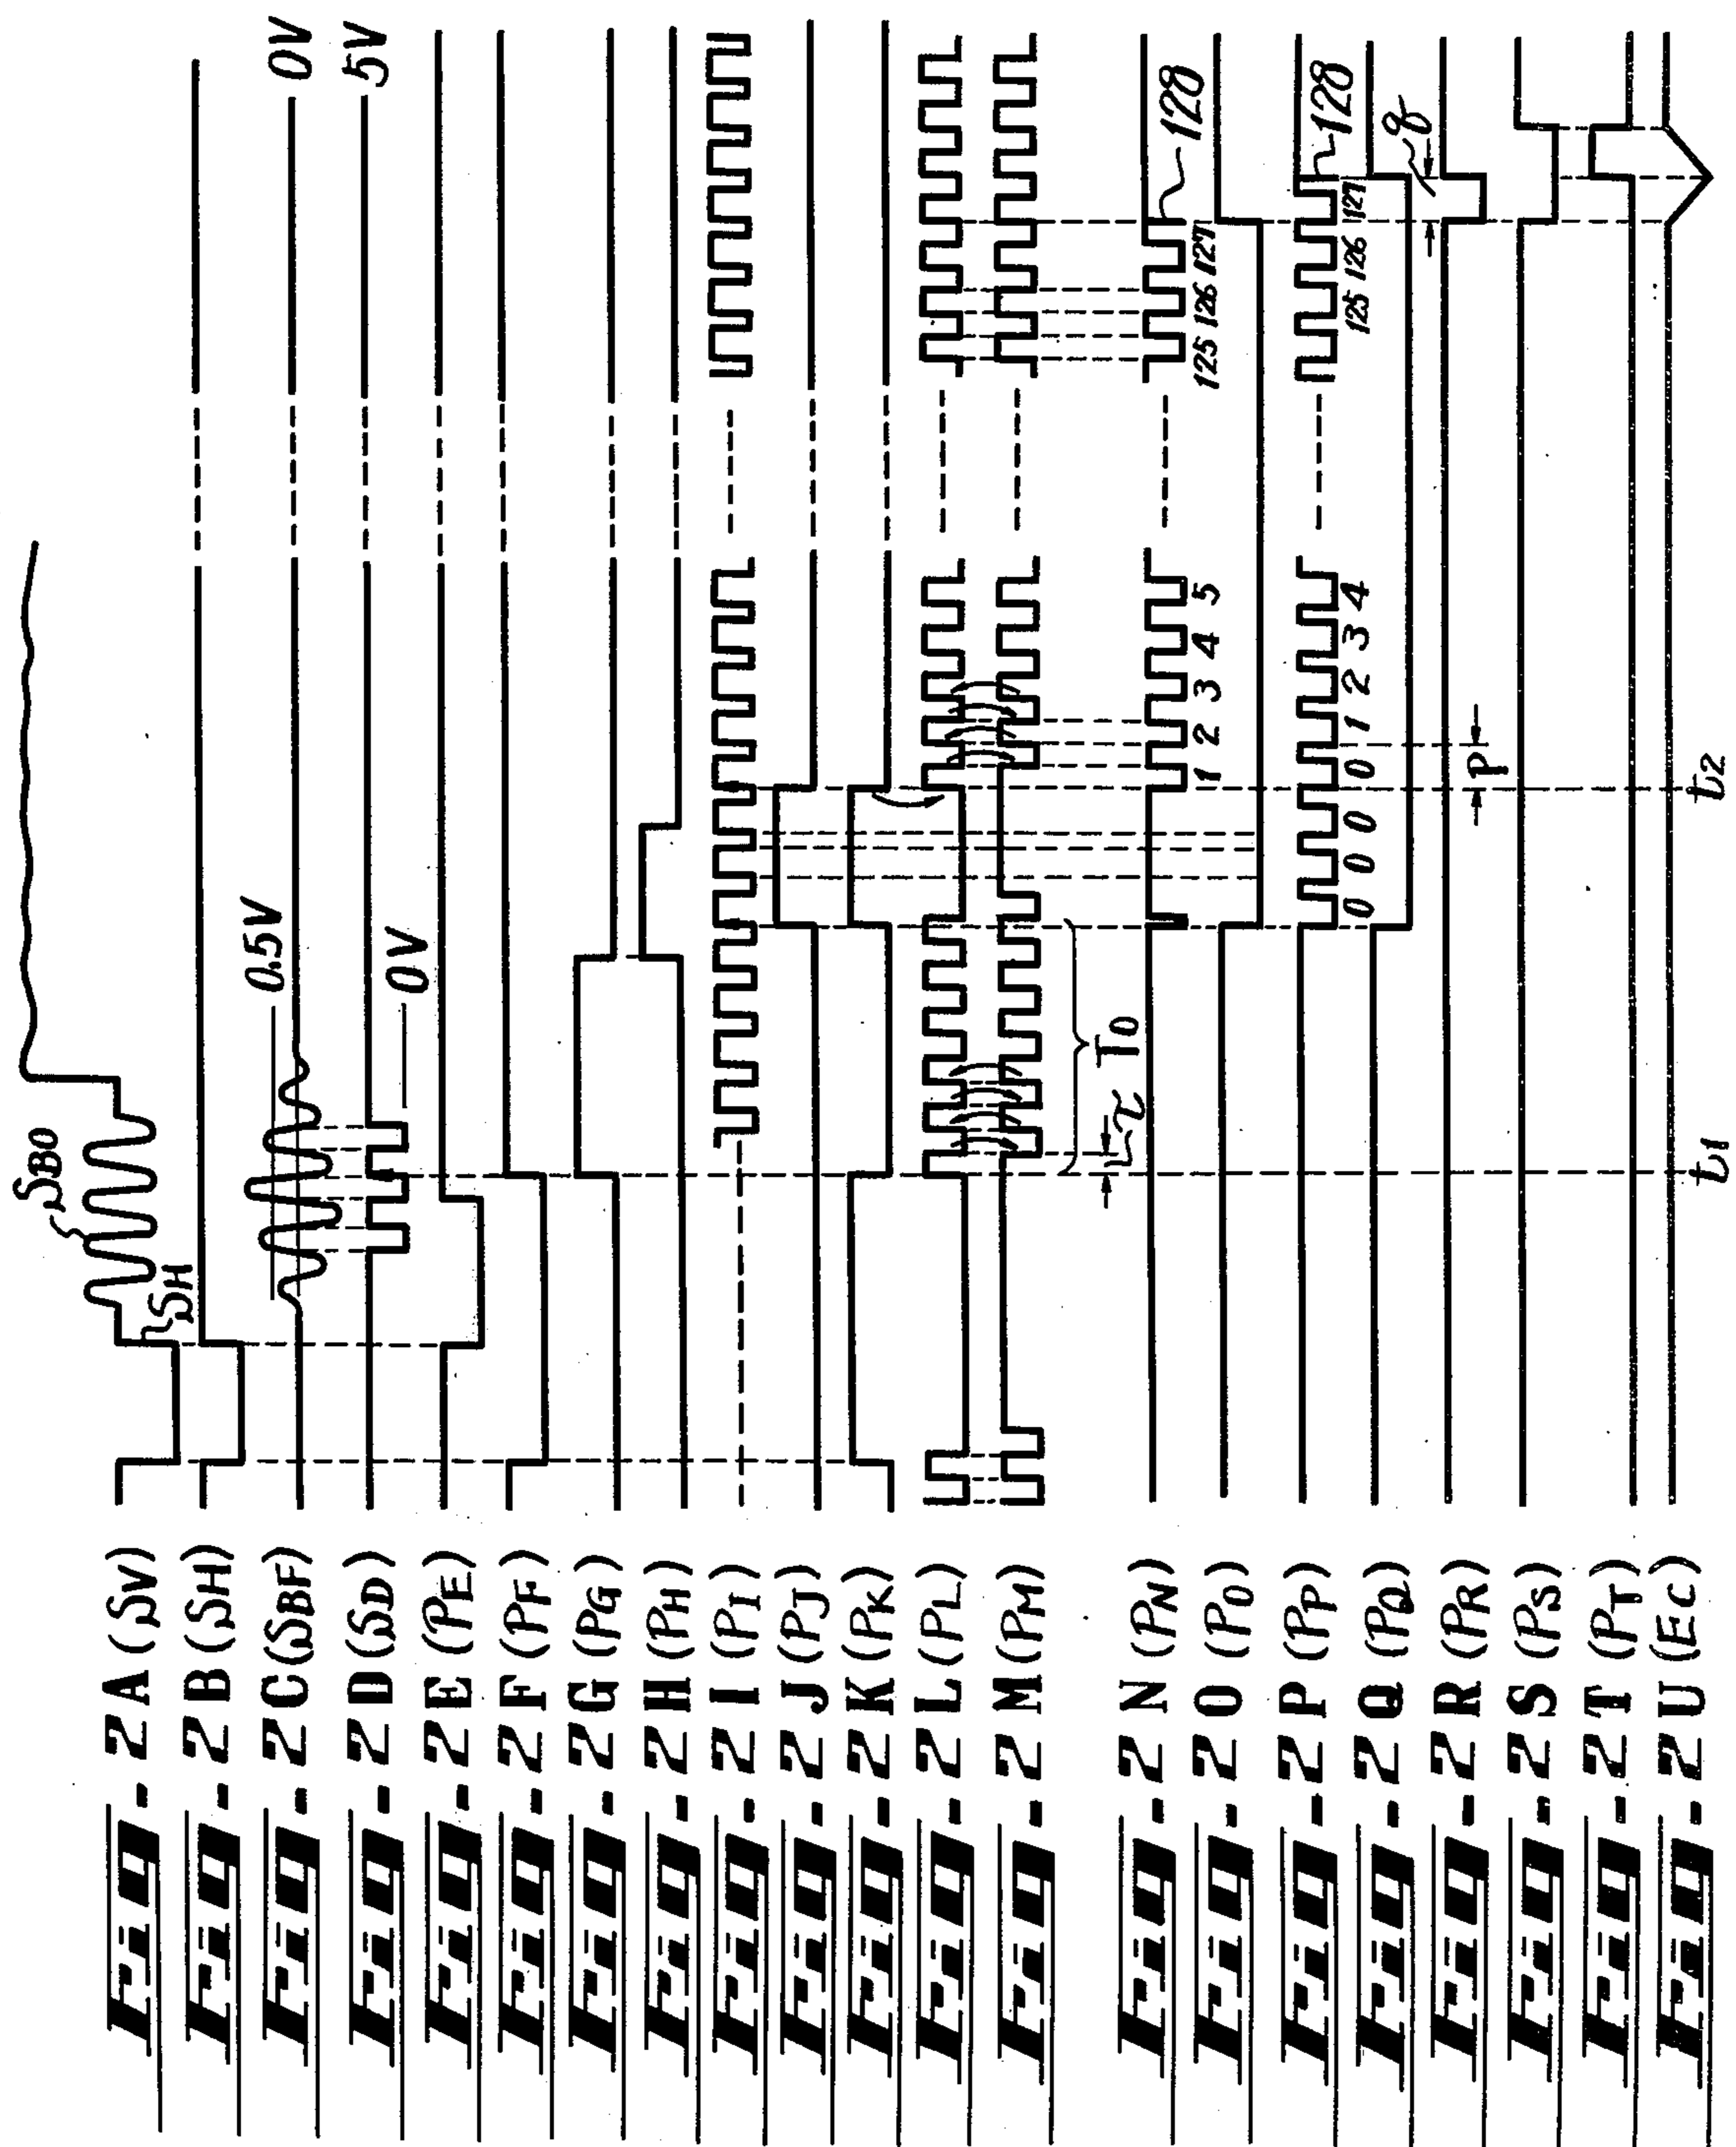 Fig-2A (SV)
Fig-2B (SH)
Fig-2C (SBF)
Fig-2D (SD)
Fig-2E (PE)
Fig-2F (PF)
Fig-2G (PG)
Fig-2H (PH)
Fig-2I (PI)
Fig-2J (PJ)
Fig-2K (PK)
Fig-2L (PL)
Fig-2M (PM)
Fig-2N (PN)
Fig-2O (PO)
Fig-2P (PP)
Fig-2Q (PQ)
Fig-2R (PR)
Fig-2S (PS)
Fig-2T (PT)
Fig-2U (EC)
SH
SBO
0.5V
0V
0V
5V
τ
T0
1 2 3 4 5
125 126 127
128
0 0 0 0 1 2 3 4
125 126 127
128
P
q
t1
t2